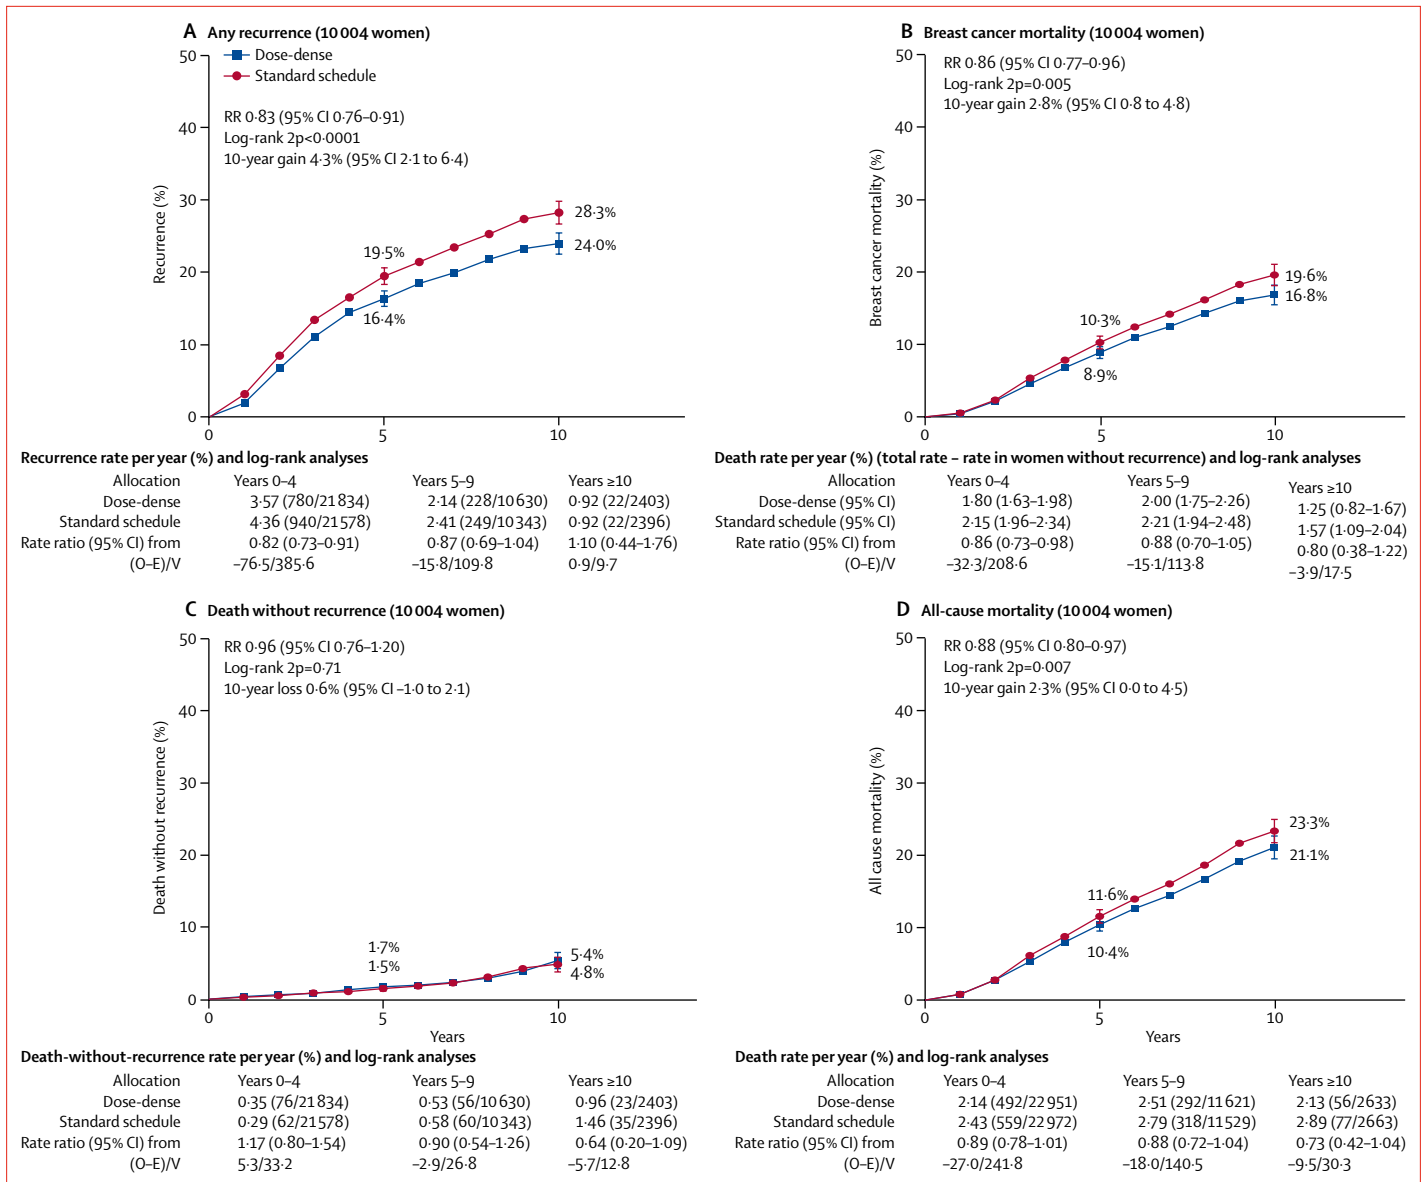 A Any recurrence (10 004 women)
Dose-dense
Standard schedule
RR 0·83 (95% CI 0·76–0·91)
Log-rank 2p<0·0001
10-year gain 4·3% (95% CI 2·1 to 6·4)
Recurrence (%)
50
40
30
20
10
0
19·5%
16·4%
28·3%
24·0%
0 5 10
Recurrence rate per year (%) and log-rank analyses
Allocation Years 0–4 Years 5–9 Years ≥10
Dose-dense 3·57 (780/21 834) 2·14 (228/10 630) 0·92 (22/2403)
Standard schedule 4·36 (940/21 578) 2·41 (249/10 343) 0·92 (22/2396)
Rate ratio (95% CI) from 0·82 (0·73–0·91) 0·87 (0·69–1·04) 1·10 (0·44–1·76)
(O–E)/V –76·5/385·6 –15·8/109·8 0·9/9·7
B Breast cancer mortality (10 004 women)
RR 0·86 (95% CI 0·77–0·96)
Log-rank 2p=0·005
10-year gain 2·8% (95% CI 0·8 to 4·8)
Breast cancer mortality (%)
50
40
30
20
10
0
10·3%
8·9%
19·6%
16·8%
0 5 10
Death rate per year (%) (total rate – rate in women without recurrence) and log-rank analyses
Allocation Years 0–4 Years 5–9 Years ≥10
Dose-dense (95% CI) 1·80 (1·63–1·98) 2·00 (1·75–2·26) 1·25 (0·82–1·67)
Standard schedule (95% CI) 2·15 (1·96–2·34) 2·21 (1·94–2·48) 1·57 (1·09–2·04)
Rate ratio (95% CI) from 0·86 (0·73–0·98) 0·88 (0·70–1·05) 0·80 (0·38–1·22)
(O–E)/V –32·3/208·6 –15·1/113·8 –3·9/17·5
C Death without recurrence (10 004 women)
RR 0·96 (95% CI 0·76–1·20)
Log-rank 2p=0·71
10-year loss 0·6% (95% CI –1·0 to 2·1)
Death without recurrence (%)
50
40
30
20
10
0
1·7%
1·5%
5·4%
4·8%
0 5 10
Years
Death-without-recurrence rate per year (%) and log-rank analyses
Allocation Years 0–4 Years 5–9 Years ≥10
Dose-dense 0·35 (76/21 834) 0·53 (56/10 630) 0·96 (23/2403)
Standard schedule 0·29 (62/21 578) 0·58 (60/10 343) 1·46 (35/2396)
Rate ratio (95% CI) from 1·17 (0·80–1·54) 0·90 (0·54–1·26) 0·64 (0·20–1·09)
(O–E)/V 5·3/33·2 –2·9/26·8 –5·7/12·8
D All-cause mortality (10 004 women)
RR 0·88 (95% CI 0·80–0·97)
Log-rank 2p=0·007
10-year gain 2·3% (95% CI 0·0 to 4·5)
All cause mortality (%)
50
40
30
20
10
0
11·6%
10·4%
23·3%
21·1%
0 5 10
Years
Death rate per year (%) and log-rank analyses
Allocation Years 0–4 Years 5–9 Years ≥10
Dose-dense 2·14 (492/22 951) 2·51 (292/11 621) 2·13 (56/2633)
Standard schedule 2·43 (559/22 972) 2·79 (318/11 529) 2·89 (77/2663)
Rate ratio (95% CI) from 0·89 (0·78–1·01) 0·88 (0·72–1·04) 0·73 (0·42–1·04)
(O–E)/V –27·0/241·8 –18·0/140·5 –9·5/30·3